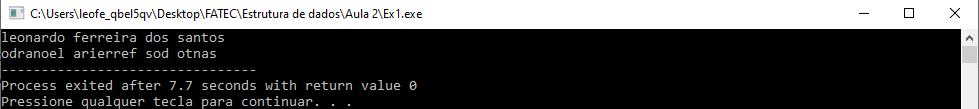 C:\Users\leofe_qbel5qv\Desktop\FATEC\Estrutura de dados\Aula 2\Ex1.exe
leonardo ferreira dos santos
odranoel arierref sod otnas
--------------------------------
Process exited after 7.7 seconds with return value 0
Pressione qualquer tecla para continuar. . .